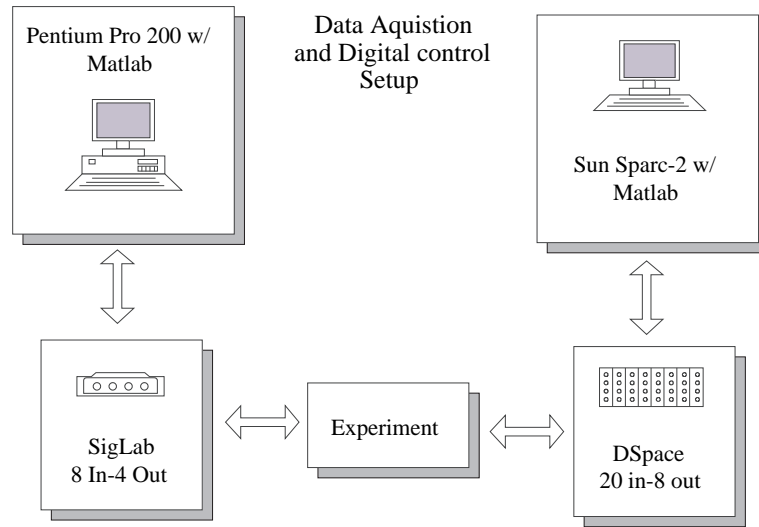 Pentium Pro 200 w/
Matlab
Data Aquistion
and Digital control
Setup
Sun Sparc-2 w/
Matlab
SigLab
8 In-4 Out
Experiment
DSpace
20 in-8 out